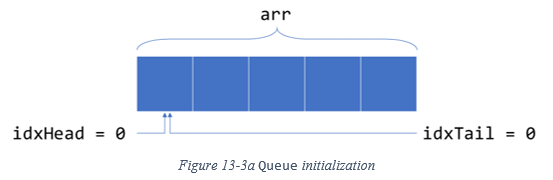 arr
idxHead = 0
idxTail = 0
Figure 13-3a Queue initialization